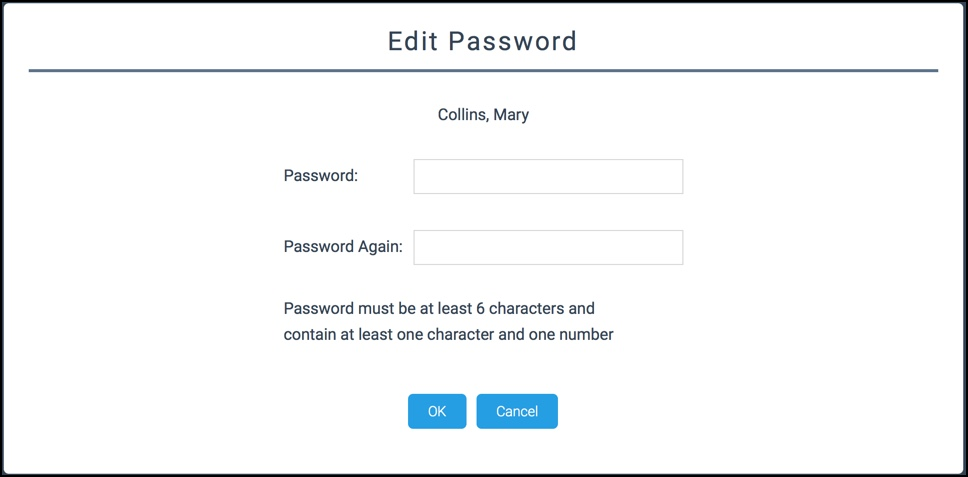 Edit Password
Collins, Mary
Password:
Password Again:
Password must be at least 6 characters and
contain at least one character and one number
OK Cancel